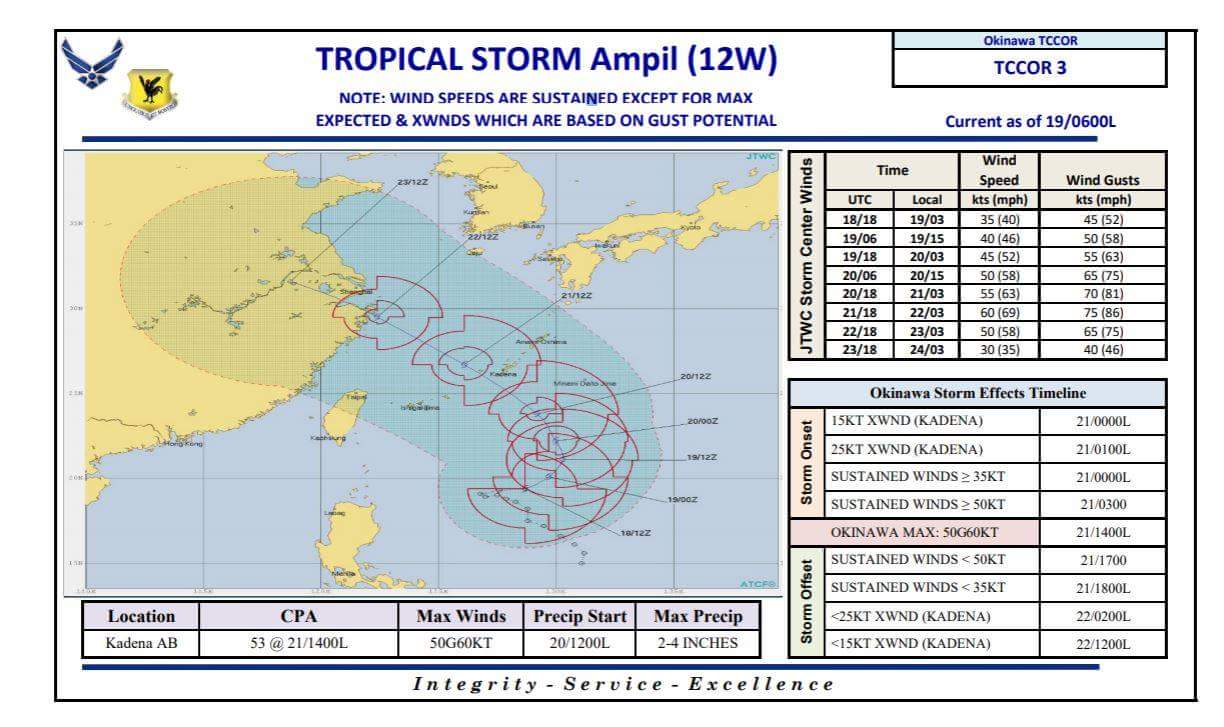 TROPICAL STORM Ampil (12W)
NOTE: WIND SPEEDS ARE SUSTAINED EXCEPT FOR MAX
EXPECTED & XWNDS WHICH ARE BASED ON GUST POTENTIAL
Okinawa TCCOR
TCCOR 3
Current as of 19/0600L
JTWC
23/12Z
Seoul
Kunsan
Busan
22/12Z
Jeju
Kyoto
Iwakuni
Sasebo
Shanghai
21/12Z
Amami Oshima
Kadena
Minami Daito Jima
20/12Z
Taipei
Ishigakijima
20/00Z
Kaohsiung
Hong Kong
19/12Z
19/00Z
Laoag
18/12Z
Manila
ATCF®
JTWC Storm Center Winds
Time Wind Speed Wind Gusts
UTC Local kts (mph) kts (mph)
18/18 19/03 35 (40) 45 (52)
19/06 19/15 40 (46) 50 (58)
19/18 20/03 45 (52) 55 (63)
20/06 20/15 50 (58) 65 (75)
20/18 21/03 55 (63) 70 (81)
21/18 22/03 60 (69) 75 (86)
22/18 23/03 50 (58) 65 (75)
23/18 24/03 30 (35) 40 (46)
Okinawa Storm Effects Timeline
Storm Onset
15KT XWND (KADENA) 21/0000L
25KT XWND (KADENA) 21/0100L
SUSTAINED WINDS ≥ 35KT 21/0000L
SUSTAINED WINDS ≥ 50KT 21/0300
OKINAWA MAX: 50G60KT 21/1400L
Storm Offset
SUSTAINED WINDS < 50KT 21/1700
SUSTAINED WINDS < 35KT 21/1800L
<25KT XWND (KADENA) 22/0200L
<15KT XWND (KADENA) 22/1200L
Location CPA Max Winds Precip Start Max Precip
Kadena AB 53 @ 21/1400L 50G60KT 20/1200L 2-4 INCHES
Integrity - Service - Excellence